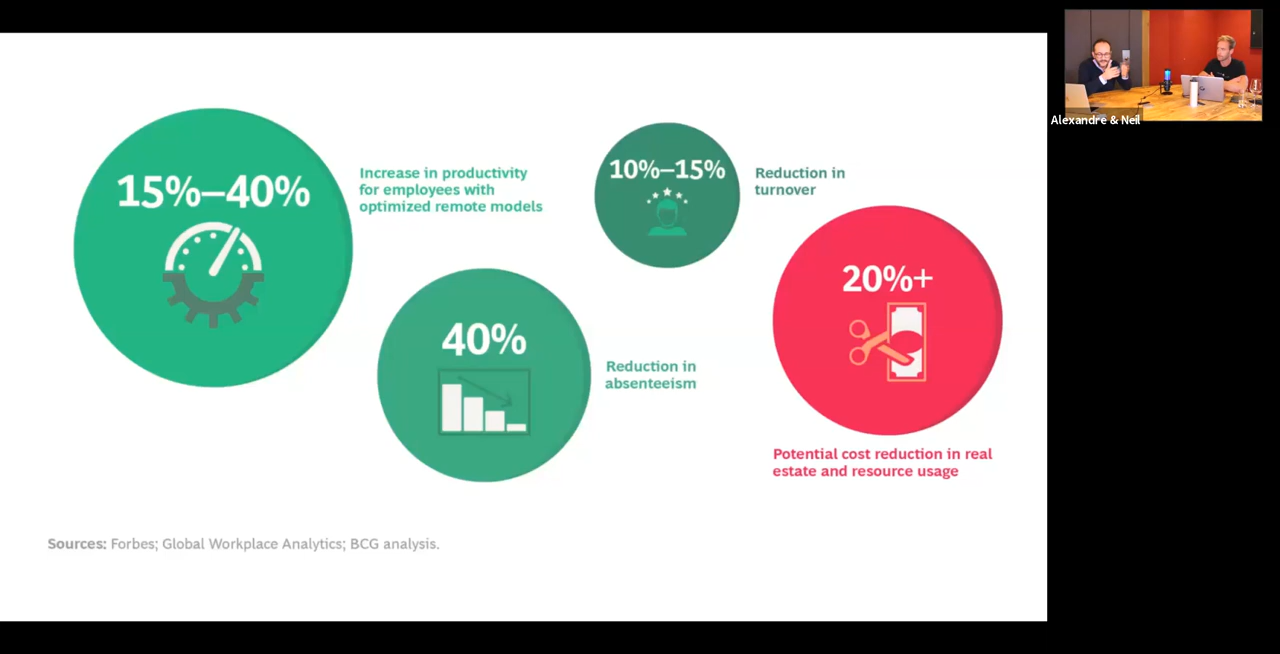 15%–40%
Increase in productivity
for employees with
optimized remote models
10%–15%
Reduction in
turnover
40%
Reduction in
absenteeism
20%+
Potential cost reduction in real
estate and resource usage
Sources: Forbes; Global Workplace Analytics; BCG analysis.
Alexandre & Neil